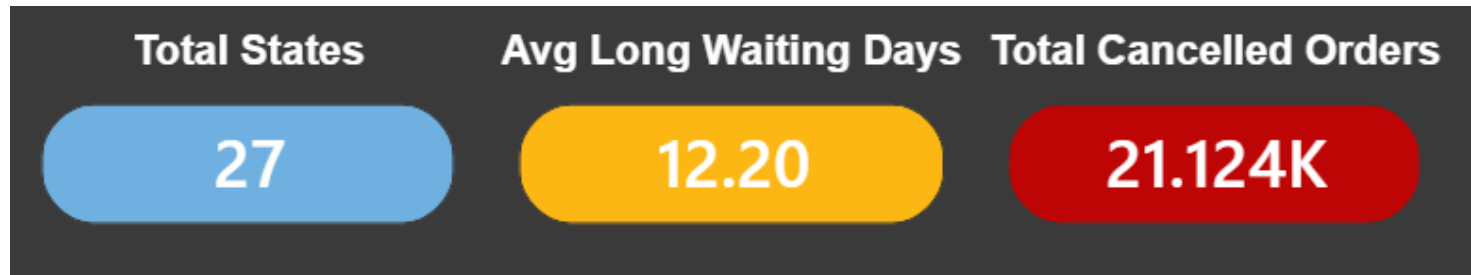 Total States
27
Avg Long Waiting Days
12.20
Total Cancelled Orders
21.124K